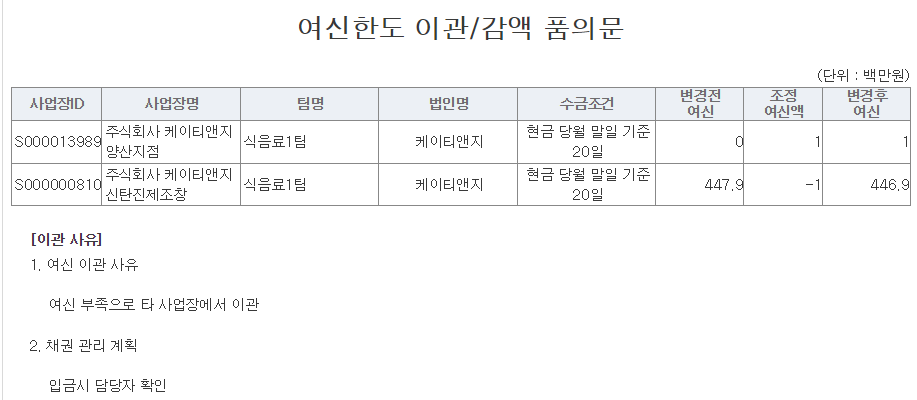 여신한도 이관/감액 품의문
(단위 : 백만원)
사업장ID 사업장명 팀명 법인명 수금조건 변경전 여신 조정 여신액 변경후 여신
S000013989 주식회사 케이티앤지 양산지점 식음료1팀 케이티앤지 현금 당월 말일 기준 20일 0 1 1
S000000810 주식회사 케이티앤지 신탄진제조창 식음료1팀 케이티앤지 현금 당월 말일 기준 20일 447.9 -1 446.9
[이관 사유]
1. 여신 이관 사유
여신 부족으로 타 사업장에서 이관
2. 채권 관리 계획
입금시 담당자 확인